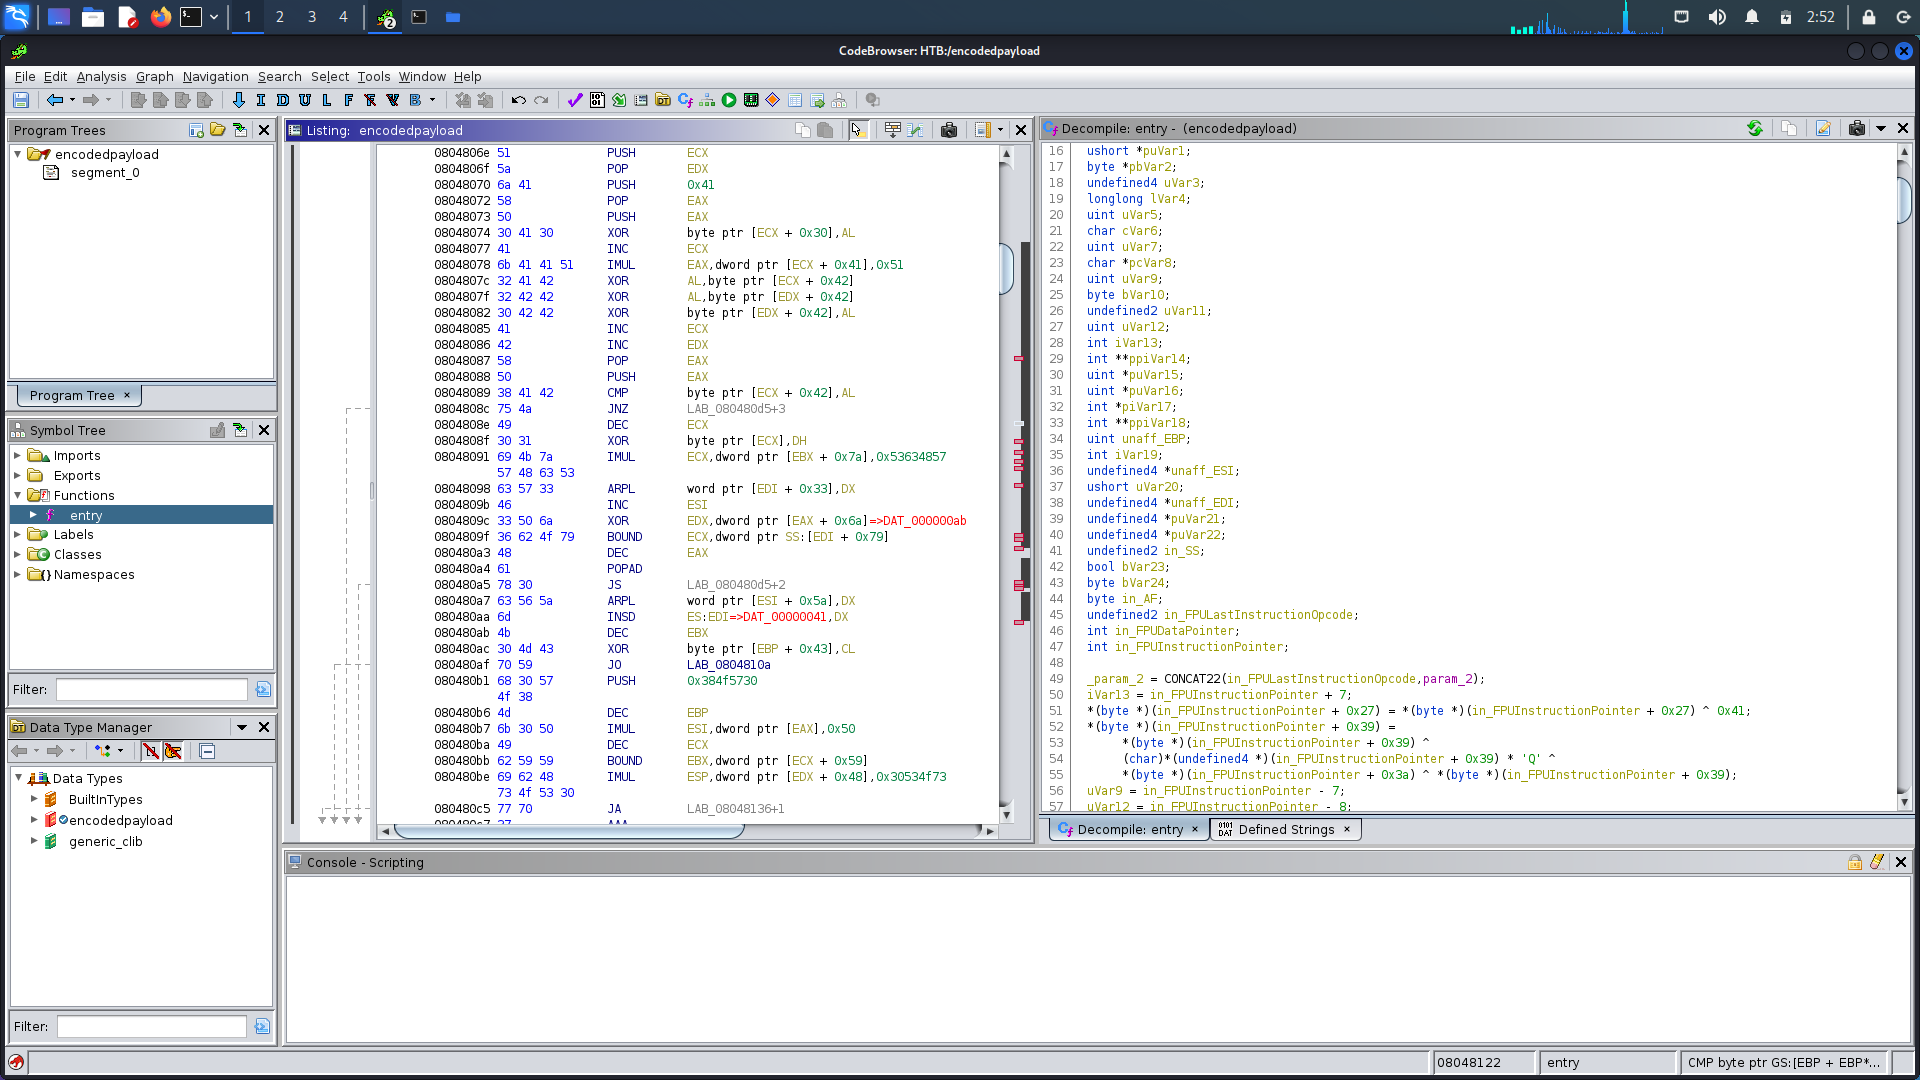 1 2 3 4 2 2:52
CodeBrowser: HTB:/encodedpayload
File Edit Analysis Graph Navigation Search Select Tools Window Help
I D U L F V B
Program Trees
encodedpayload
segment_0
Program Tree ×
Symbol Tree
Imports
Exports
Functions
entry
Labels
Classes
Namespaces
Filter:
Data Type Manager
Data Types
BuiltInTypes
encodedpayload
generic_clib
Filter:
Listing: encodedpayload
0804806e 51 PUSH ECX
0804806f 5a POP EDX
08048070 6a 41 PUSH 0x41
08048072 58 POP EAX
08048073 50 PUSH EAX
08048074 30 41 30 XOR byte ptr [ECX + 0x30],AL
08048077 41 INC ECX
08048078 6b 41 41 51 IMUL EAX,dword ptr [ECX + 0x41],0x51
0804807c 32 41 42 XOR AL,byte ptr [ECX + 0x42]
0804807f 32 42 42 XOR AL,byte ptr [EDX + 0x42]
08048082 30 42 42 XOR byte ptr [EDX + 0x42],AL
08048085 41 INC ECX
08048086 42 INC EDX
08048087 58 POP EAX
08048088 50 PUSH EAX
08048089 38 41 42 CMP byte ptr [ECX + 0x42],AL
0804808c 75 4a JNZ LAB_080480d5+3
0804808e 49 DEC ECX
0804808f 30 31 XOR byte ptr [ECX],DH
08048091 69 4b 7a IMUL ECX,dword ptr [EBX + 0x7a],0x53634857
57 48 63 53
08048098 63 57 33 ARPL word ptr [EDI + 0x33],DX
0804809b 46 INC ESI
0804809c 33 50 6a XOR EDX,dword ptr [EAX + 0x6a]=>DAT_000000ab
0804809f 36 62 4f 79 BOUND ECX,dword ptr SS:[EDI + 0x79]
080480a3 48 DEC EAX
080480a4 61 POPAD
080480a5 78 30 JS LAB_080480d5+2
080480a7 63 56 5a ARPL word ptr [ESI + 0x5a],DX
080480aa 6d INSD ES:EDI=>DAT_00000041,DX
080480ab 4b DEC EBX
080480ac 30 4d 43 XOR byte ptr [EBP + 0x43],CL
080480af 70 59 JO LAB_0804810a
080480b1 68 30 57 PUSH 0x384f5730
4f 38
080480b6 4d DEC EBP
080480b7 6b 30 50 IMUL ESI,dword ptr [EAX],0x50
080480ba 49 DEC ECX
080480bb 62 59 59 BOUND EBX,dword ptr [ECX + 0x59]
080480be 69 62 48 IMUL ESP,dword ptr [EDX + 0x48],0x30534f73
73 4f 53 30
080480c5 77 70 JA LAB_08048136+1
080480c7 37 AAA
Decompile: entry - (encodedpayload)
16 ushort *puVar1;
17 byte *pbVar2;
18 undefined4 uVar3;
19 longlong lVar4;
20 uint uVar5;
21 char cVar6;
22 uint uVar7;
23 char *pcVar8;
24 uint uVar9;
25 byte bVar10;
26 undefined2 uVar11;
27 uint uVar12;
28 int iVar13;
29 int **ppiVar14;
30 uint *puVar15;
31 uint *puVar16;
32 int *piVar17;
33 int **ppiVar18;
34 uint unaff_EBP;
35 int iVar19;
36 undefined4 *unaff_ESI;
37 ushort uVar20;
38 undefined4 *unaff_EDI;
39 undefined4 *puVar21;
40 undefined4 *puVar22;
41 undefined2 in_SS;
42 bool bVar23;
43 byte bVar24;
44 byte in_AF;
45 undefined2 in_FPULastInstructionOpcode;
46 int in_FPUDataPointer;
47 int in_FPUInstructionPointer;
48
49 _param_2 = CONCAT22(in_FPULastInstructionOpcode,param_2);
50 iVar13 = in_FPUInstructionPointer + 7;
51 *(byte *)(in_FPUInstructionPointer + 0x27) = *(byte *)(in_FPUInstructionPointer + 0x27) ^ 0x41;
52 *(byte *)(in_FPUInstructionPointer + 0x39) =
53 *(byte *)(in_FPUInstructionPointer + 0x39) ^
54 (char)*(undefined4 *)(in_FPUInstructionPointer + 0x39) * 'Q' ^
55 *(byte *)(in_FPUInstructionPointer + 0x3a) ^ *(byte *)(in_FPUInstructionPointer + 0x39);
56 uVar9 = in_FPUInstructionPointer - 7;
57 uVar12 = in_FPUInstructionPointer - 8;
Decompile: entry × Defined Strings ×
Console - Scripting
08048122 entry CMP byte ptr GS:[EBP + EBP*...